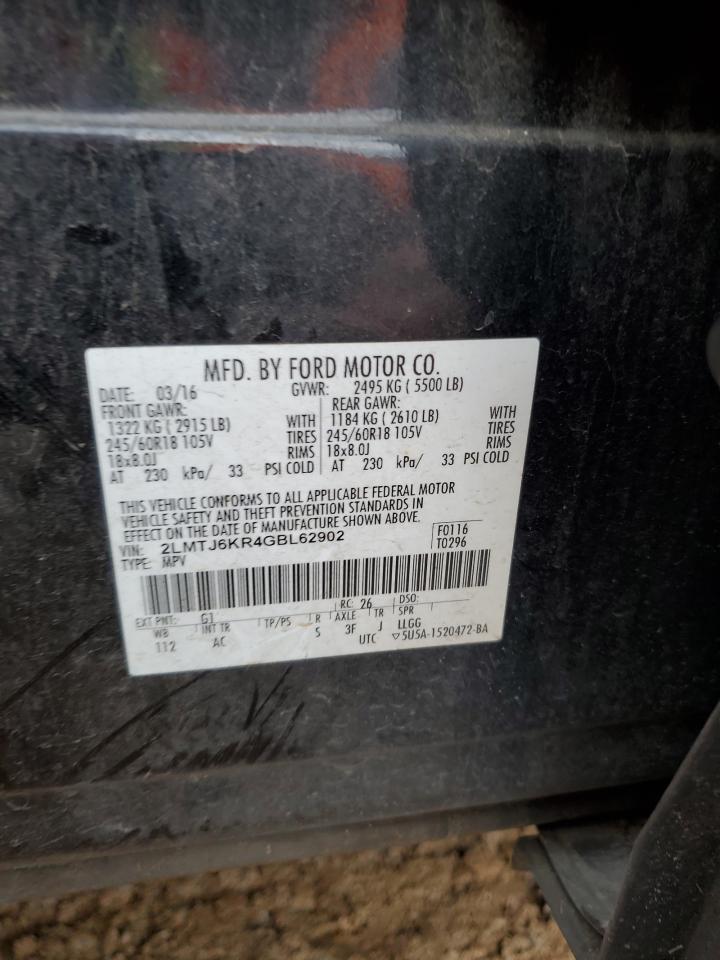 MFD. BY FORD MOTOR CO.
DATE: 03/16 GVWR: 2495 KG ( 5500 LB)
FRONT GAWR: REAR GAWR:
1322 KG ( 2915 LB) WITH 1184 KG ( 2610 LB) WITH
245/60R18 105V TIRES 245/60R18 105V TIRES
18x8.0J RIMS 18x8.0J RIMS
AT 230 kPa/ 33 PSI COLD AT 230 kPa/ 33 PSI COLD
THIS VEHICLE CONFORMS TO ALL APPLICABLE FEDERAL MOTOR
VEHICLE SAFETY AND THEFT PREVENTION STANDARDS IN
EFFECT ON THE DATE OF MANUFACTURE SHOWN ABOVE.
VIN: 2LMTJ6KR4GBL62902 F0116
TYPE: MPV T0296
EXT PNT: G1 RC: 26 DSO:
WB INT TR TP/PS R AXLE TR SPR
112 AC S 3F J LLGG
UTC ▽5U5A-1520472-BA